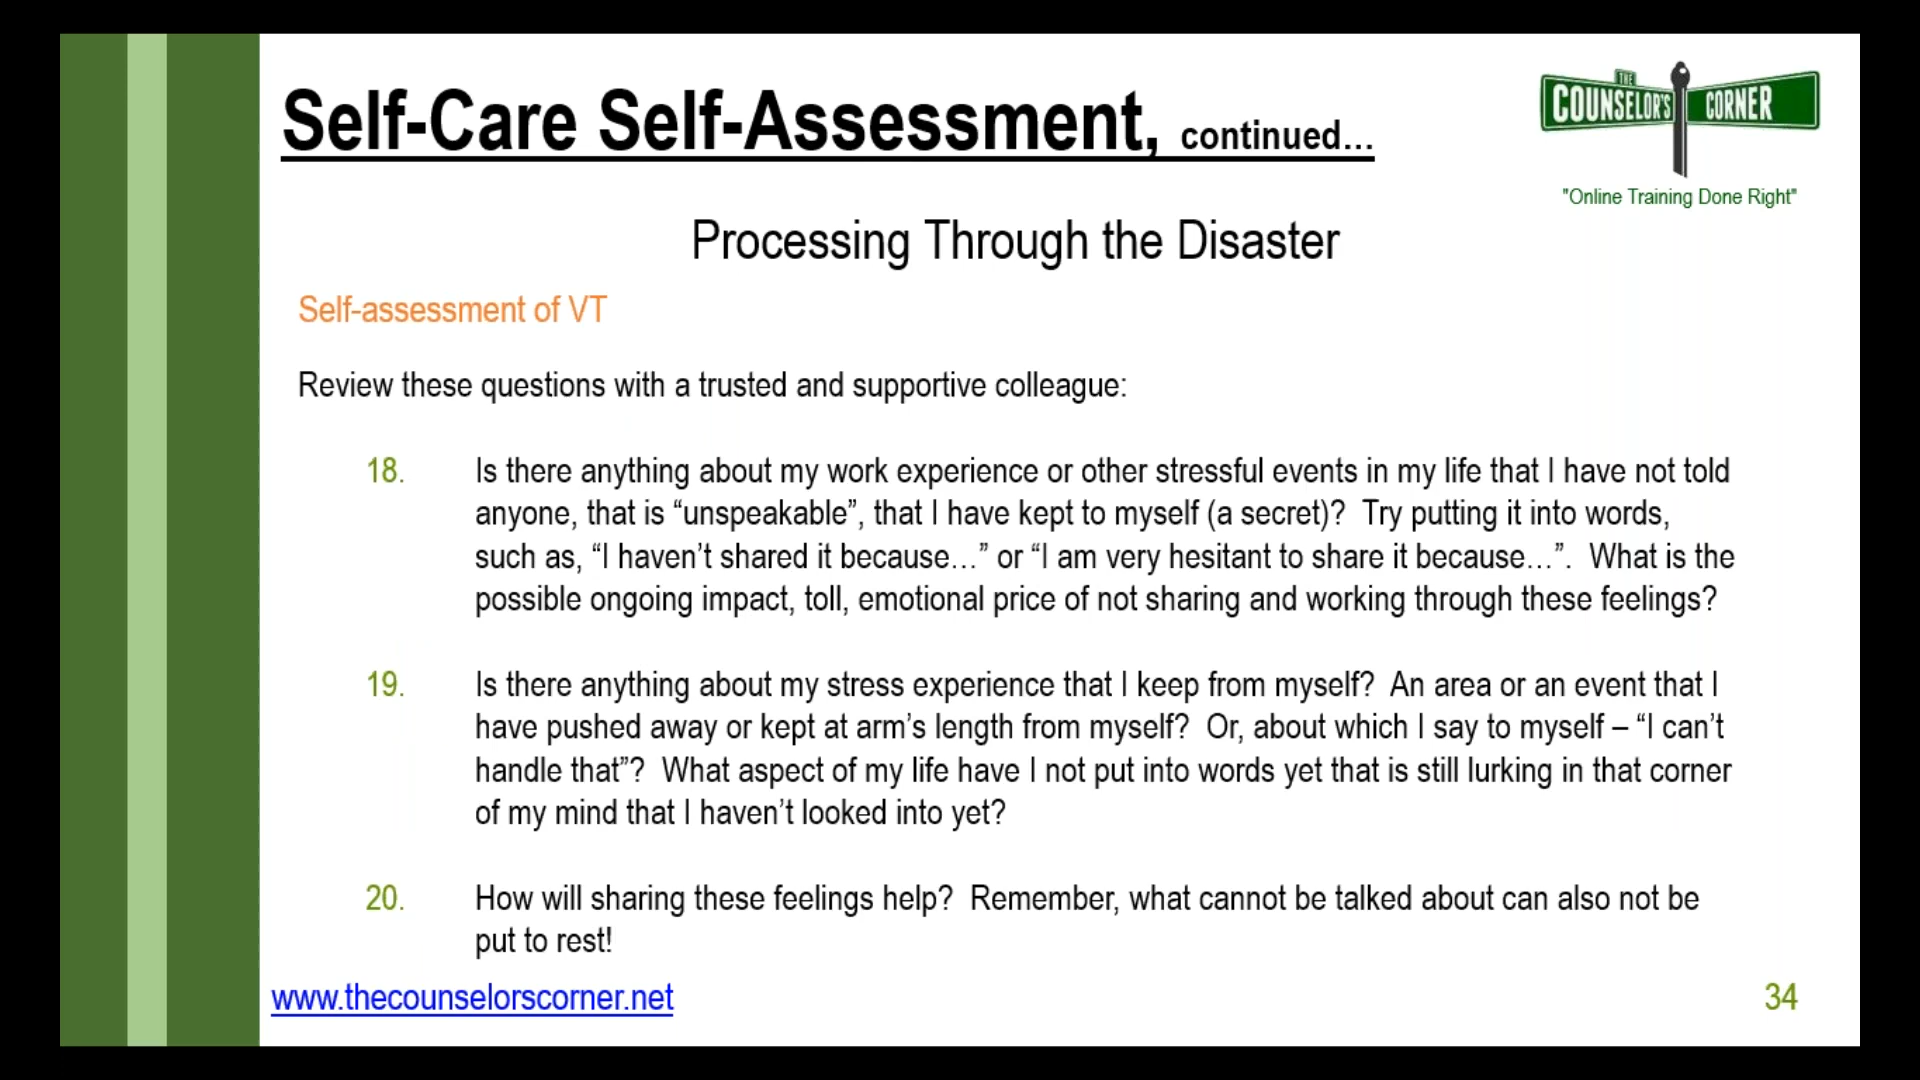 Self-Care Self-Assessment, continued...
THE
COUNSELOR'S CORNER
"Online Training Done Right"
Processing Through the Disaster
Self-assessment of VT
Review these questions with a trusted and supportive colleague:
18. Is there anything about my work experience or other stressful events in my life that I have not told
anyone, that is “unspeakable”, that I have kept to myself (a secret)?  Try putting it into words,
such as, “I haven’t shared it because…” or “I am very hesitant to share it because…”.  What is the
possible ongoing impact, toll, emotional price of not sharing and working through these feelings?
19. Is there anything about my stress experience that I keep from myself?  An area or an event that I
have pushed away or kept at arm’s length from myself?  Or, about which I say to myself – “I can’t
handle that”?  What aspect of my life have I not put into words yet that is still lurking in that corner
of my mind that I haven’t looked into yet?
20. How will sharing these feelings help?  Remember, what cannot be talked about can also not be
put to rest!
www.thecounselorscorner.net
34